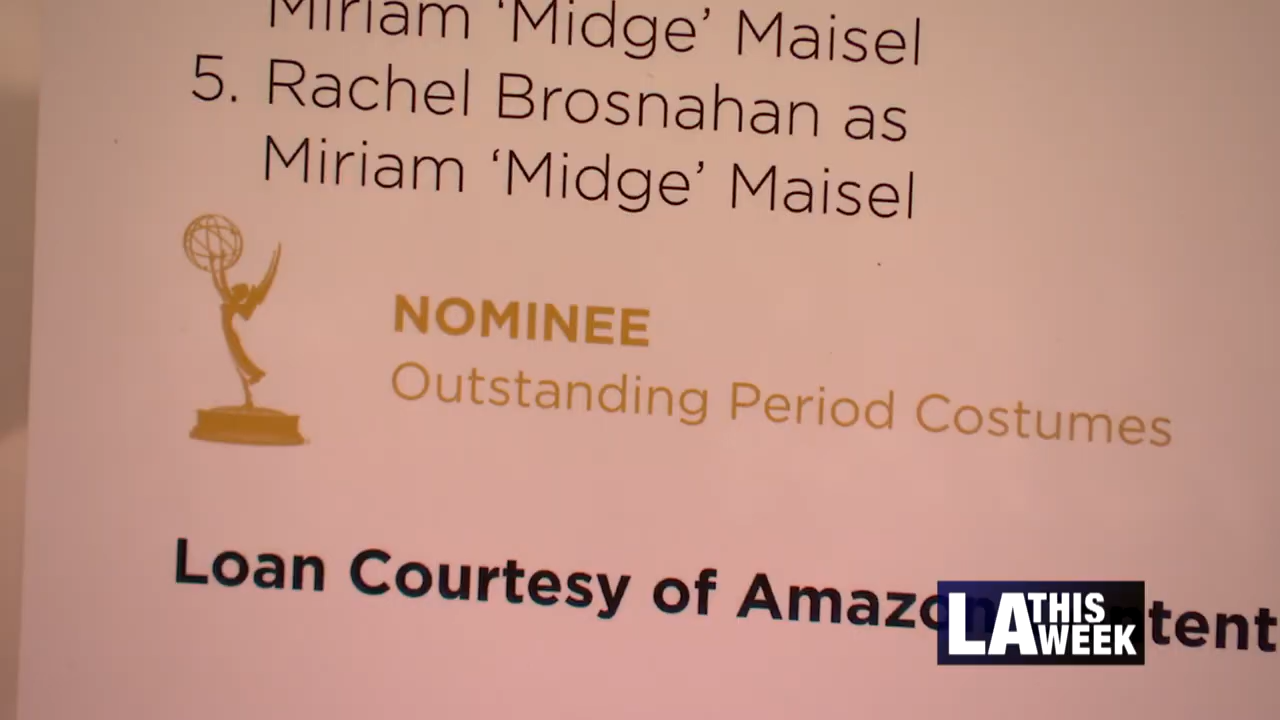 Miriam ‘Midge’ Maisel
5. Rachel Brosnahan as
Miriam ‘Midge’ Maisel
NOMINEE
Outstanding Period Costumes
Loan Courtesy of Amazon
LA THIS WEEK